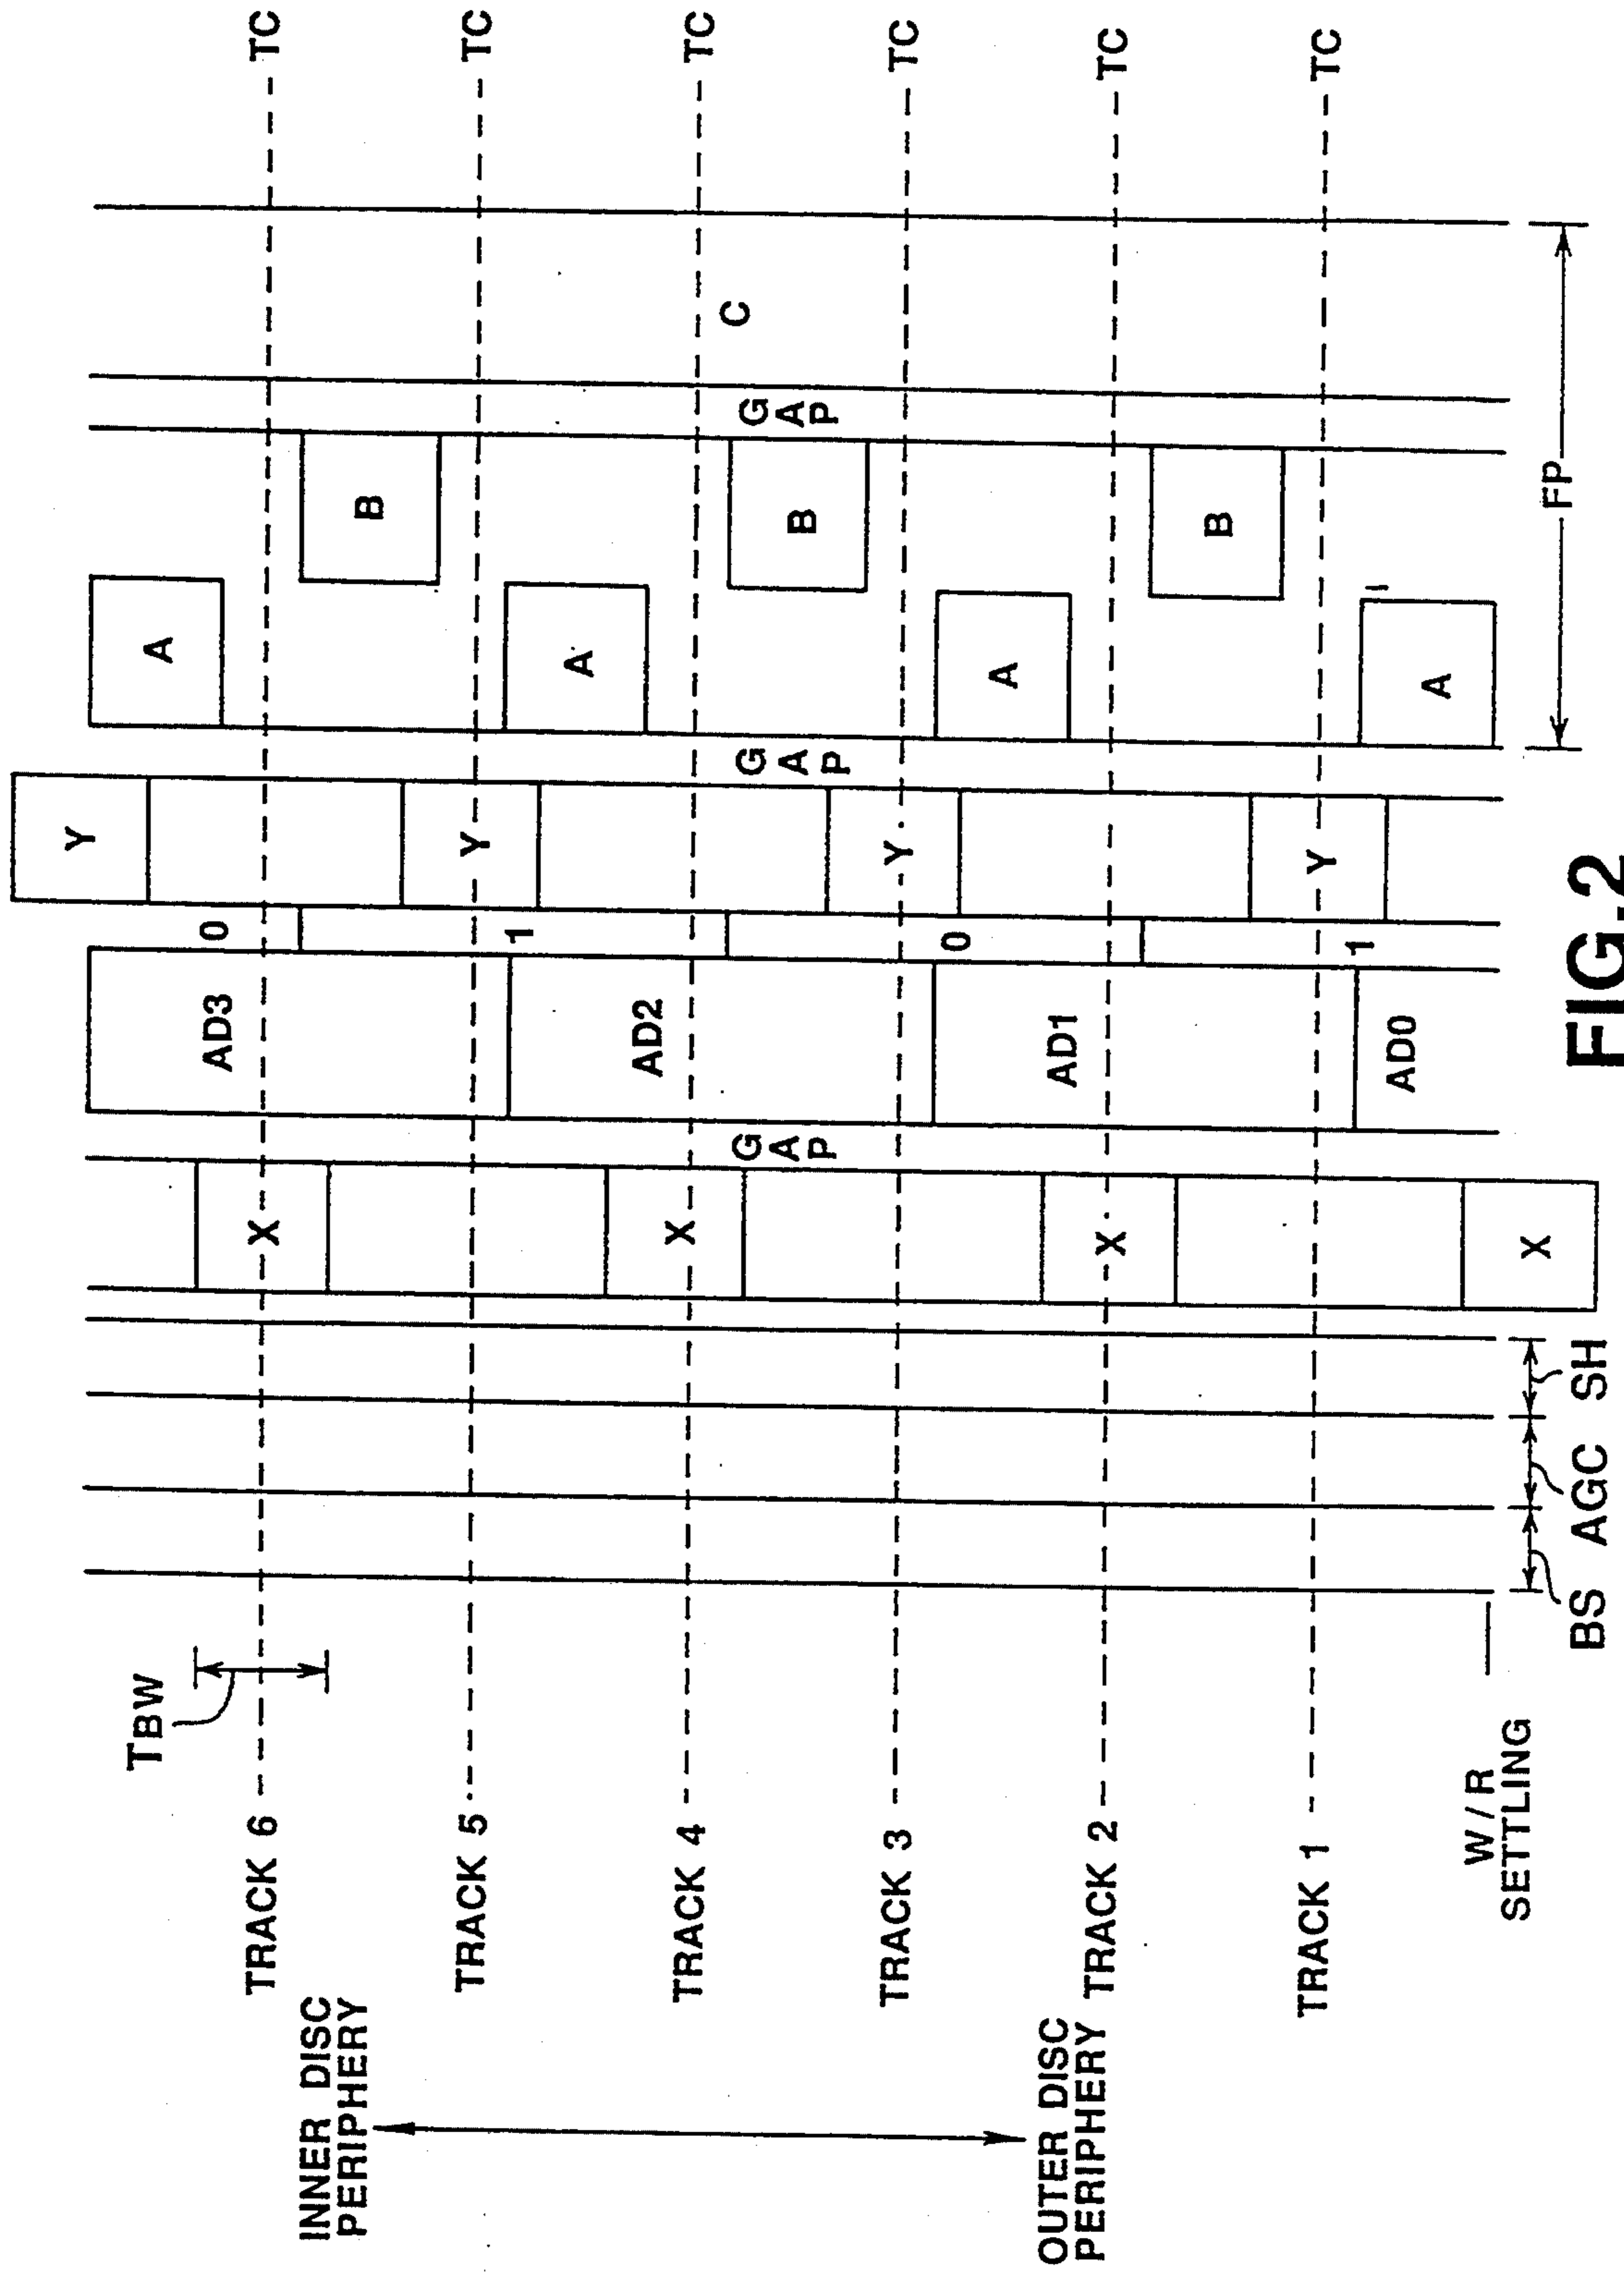 INNER DISC
PERIPHERY
OUTER DISC
PERIPHERY
TBW
TRACK 6
X
AD3
0
Y
A
TC
TRACK 5
1
Y
B
TC
TRACK 4
X
AD2
A
TC
GAP
GAP
B
GAP
C
TRACK 3
0
Y
TC
TRACK 2
X
AD1
A
TC
TRACK 1
1
Y
B
TC
X
AD0
A
W/R
SETTLING
BS
AGC
SH
FP
FIG.2